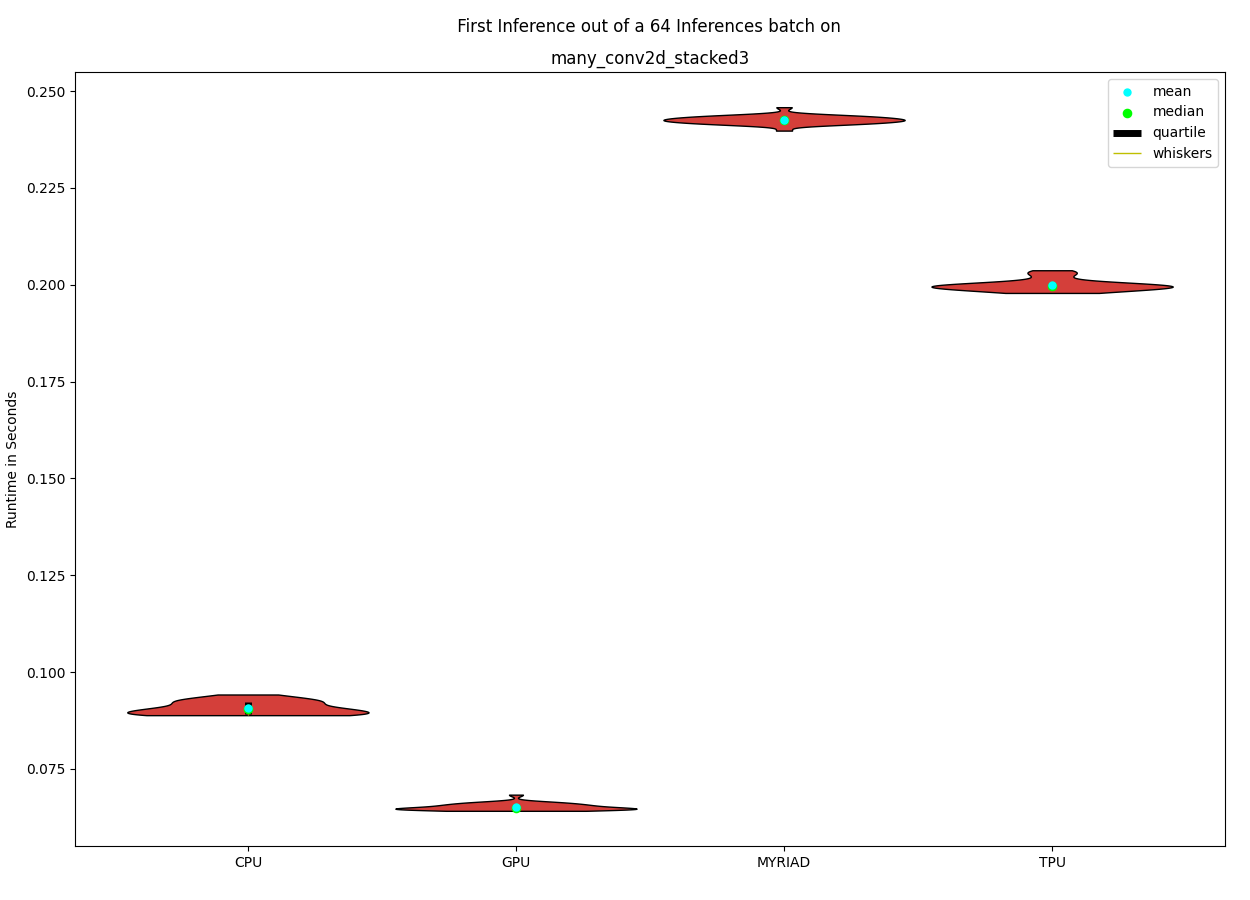 First Inference out of a 64 Inferences batch on
many_conv2d_stacked3
0.250
0.225
0.200
0.175
0.150
0.125
0.100
0.075
Runtime in Seconds
mean
median
quartile
whiskers
CPU
GPU
MYRIAD
TPU